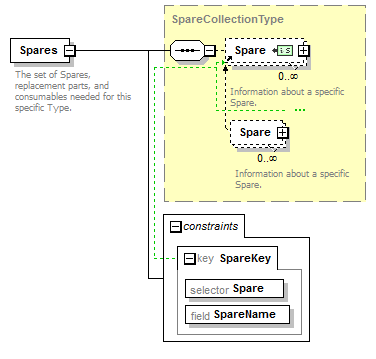 SpareCollectionType
Spares
Spare
is
0..∞
The set of Spares,
replacement parts, and
consumables needed for this
specific Type.
Information about a specific
Spare.
...
Spare
0..∞
Information about a specific
Spare.
constraints
key SpareKey
selector Spare
field SpareName